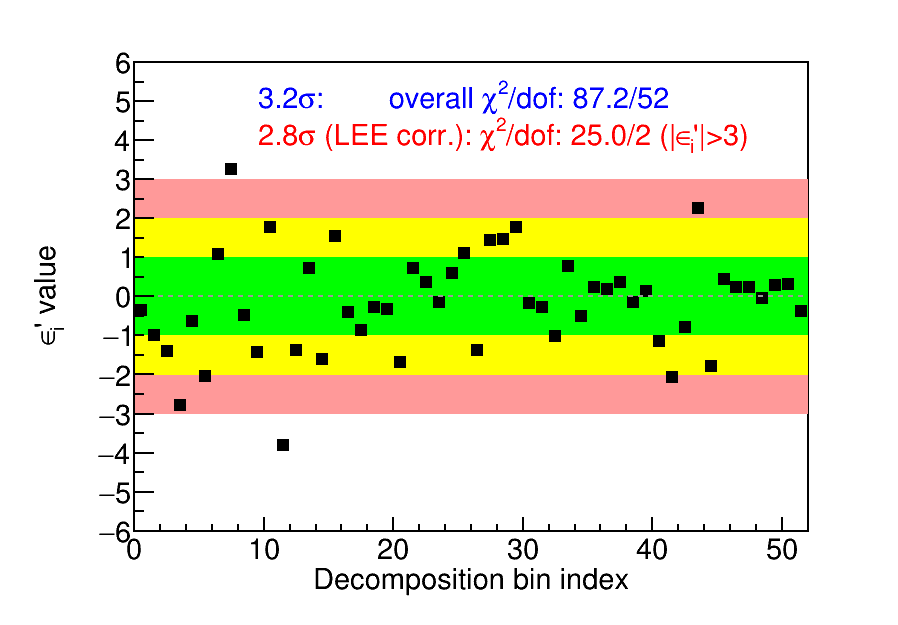 3.2σ: overall χ²/dof: 87.2/52
2.8σ (LEE corr.): χ²/dof: 25.0/2 (|ϵᵢ'|>3)
6
5
4
3
2
1
0
−1
−2
−3
−4
−5
−6
ϵᵢ' value
0 10 20 30 40 50
Decomposition bin index